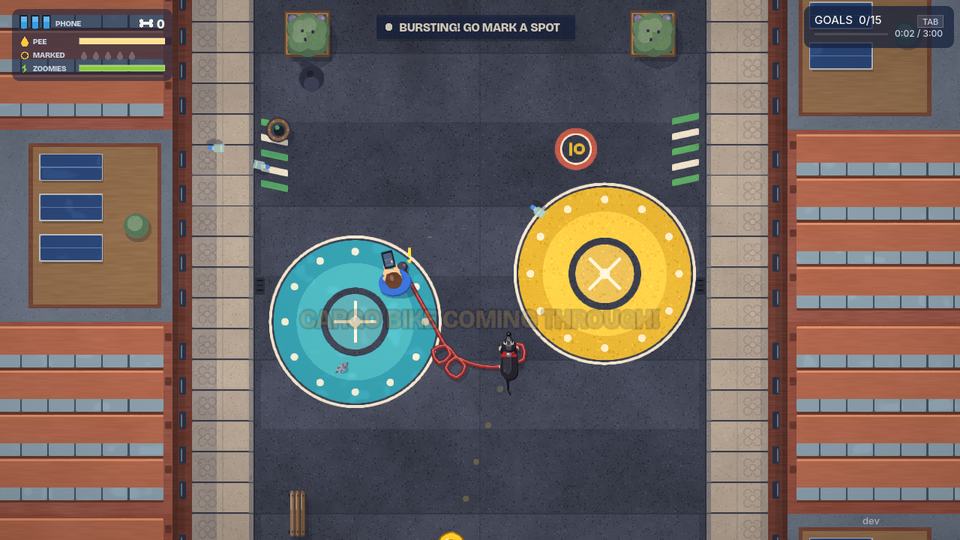 PHONE 0
PEE
MARKED
ZOOMIES
BURSTING! GO MARK A SPOT
GOALS 0/15 TAB
0:02 / 3:00
10
CARGO BIKE COMING THROUGH!
dev